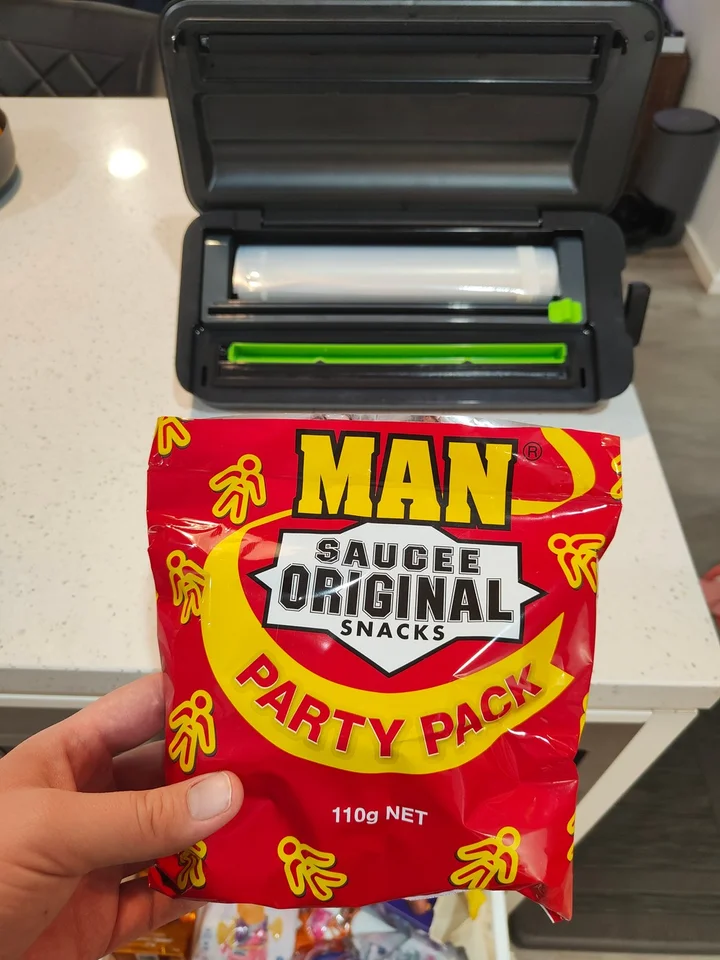 MAN®
SAUCEE
ORIGINAL
SNACKS
PARTY PACK
110g NET